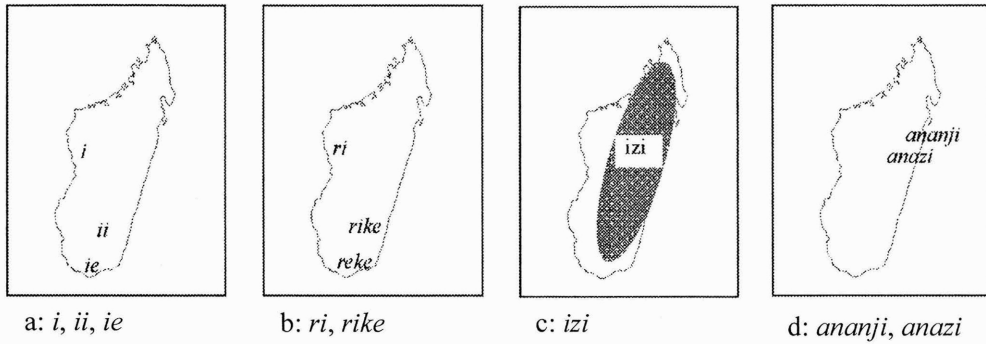 i
ii
ie
ri
rike
reke
izi
ananji
anazi
a: i, ii, ie
b: ri, rike
c: izi
d: ananji, anazi